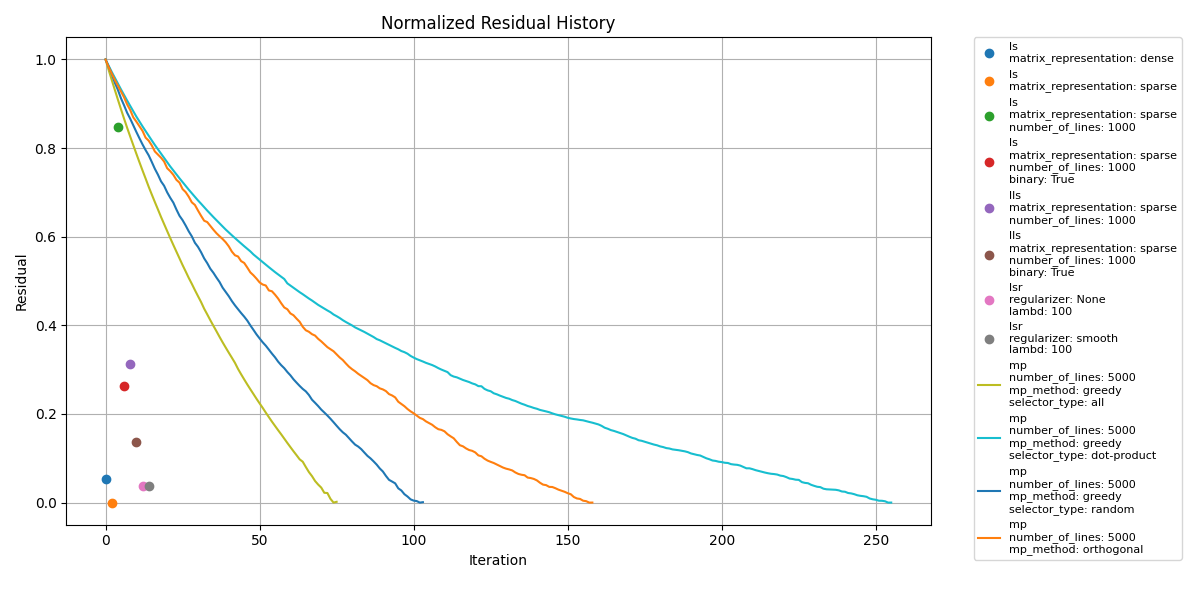 Normalized Residual History
1.0
0.8
0.6
0.4
0.2
0.0
Residual
0
50
100
150
200
250
Iteration
ls
matrix_representation: dense
ls
matrix_representation: sparse
ls
matrix_representation: sparse
number_of_lines: 1000
ls
matrix_representation: sparse
number_of_lines: 1000
binary: True
lls
matrix_representation: sparse
number_of_lines: 1000
lls
matrix_representation: sparse
number_of_lines: 1000
binary: True
lsr
regularizer: None
lambd: 100
lsr
regularizer: smooth
lambd: 100
mp
number_of_lines: 5000
mp_method: greedy
selector_type: all
mp
number_of_lines: 5000
mp_method: greedy
selector_type: dot-product
mp
number_of_lines: 5000
mp_method: greedy
selector_type: random
mp
number_of_lines: 5000
mp_method: orthogonal